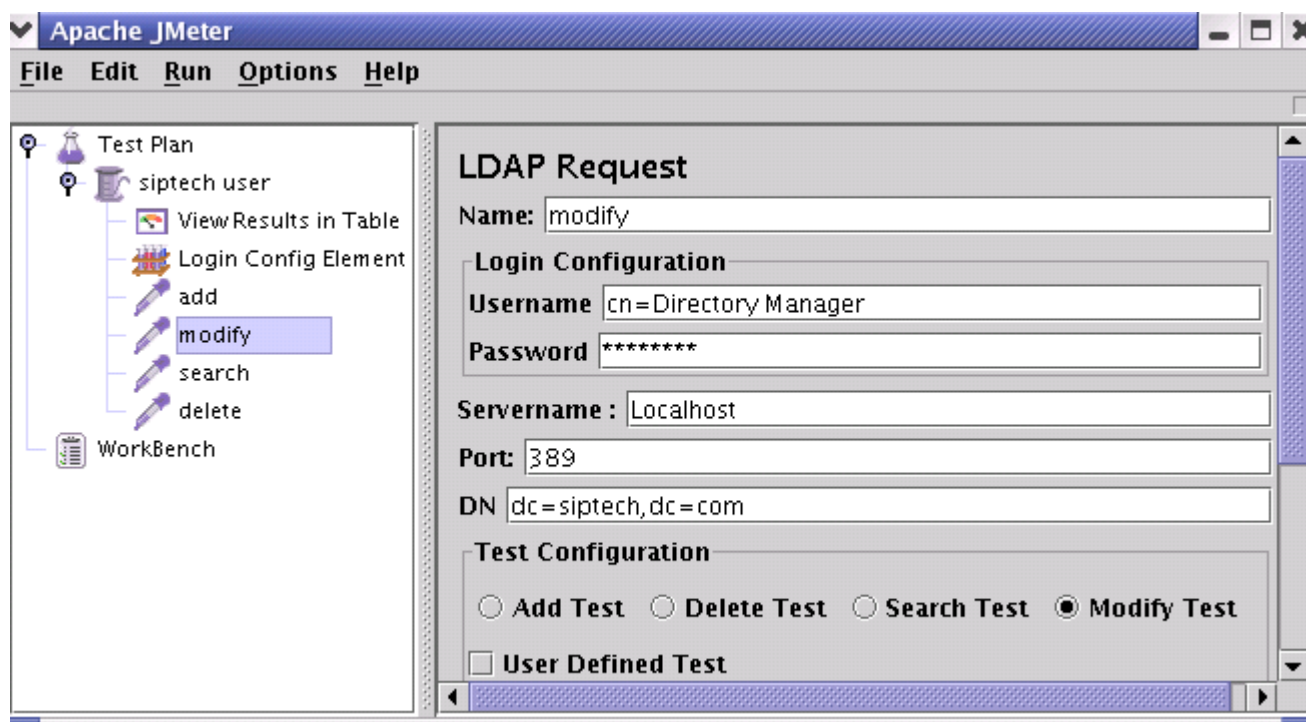 Apache JMeter
File Edit Run Options Help
Test Plan
siptech user
View Results in Table
Login Config Element
add
modify
search
delete
WorkBench
LDAP Request
Name: modify
Login Configuration
Username cn=Directory Manager
Password ********
Servername : Localhost
Port: 389
DN dc=siptech,dc=com
Test Configuration
Add Test Delete Test Search Test Modify Test
User Defined Test